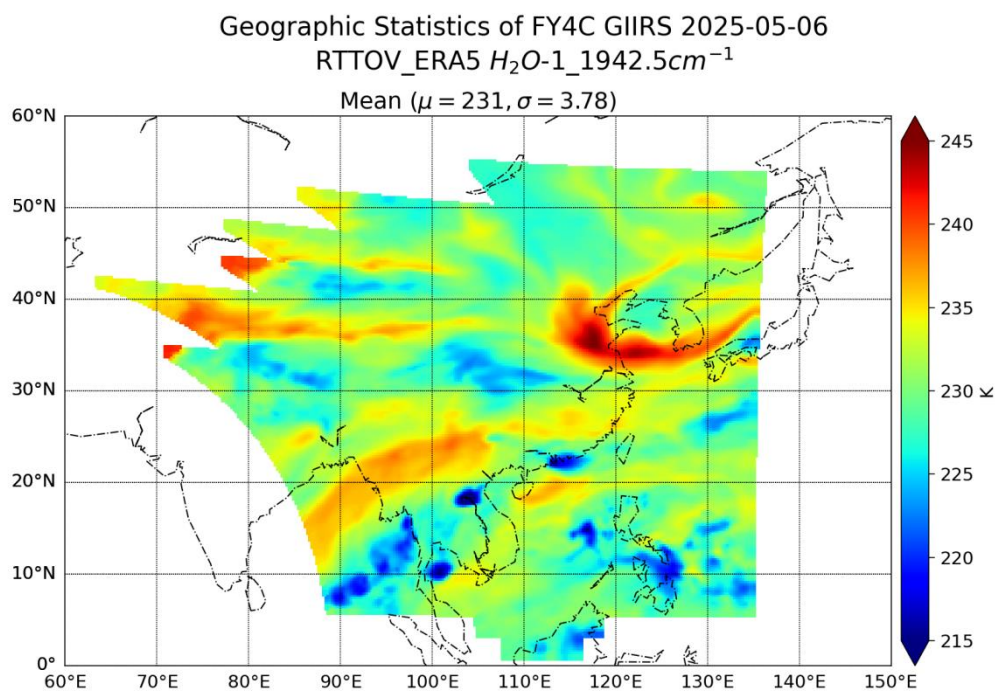 Geographic Statistics of FY4C GIIRS 2025-05-06
RTTOV_ERA5 H₂O-1_1942.5cm⁻¹
Mean (μ = 231, σ = 3.78)
60°N
50°N
40°N
30°N
20°N
10°N
0°
60°E 70°E 80°E 90°E 100°E 110°E 120°E 130°E 140°E 150°E
245
240
235
230
225
220
215
K